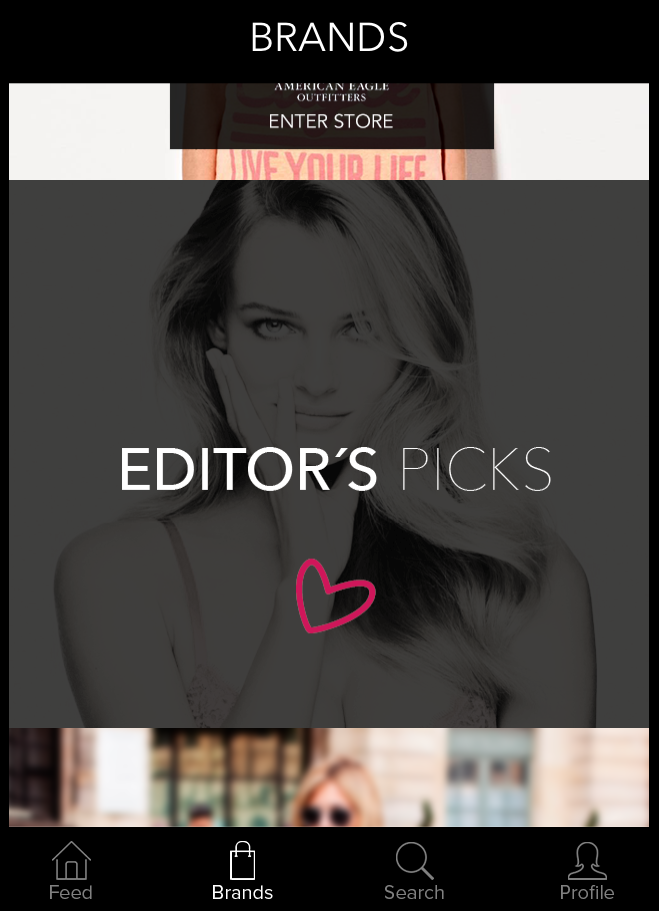 BRANDS
AMERICAN EAGLE
OUTFITTERS
ENTER STORE
LIVE YOUR LIFE
EDITOR´S PICKS
Feed
Brands
Search
Profile